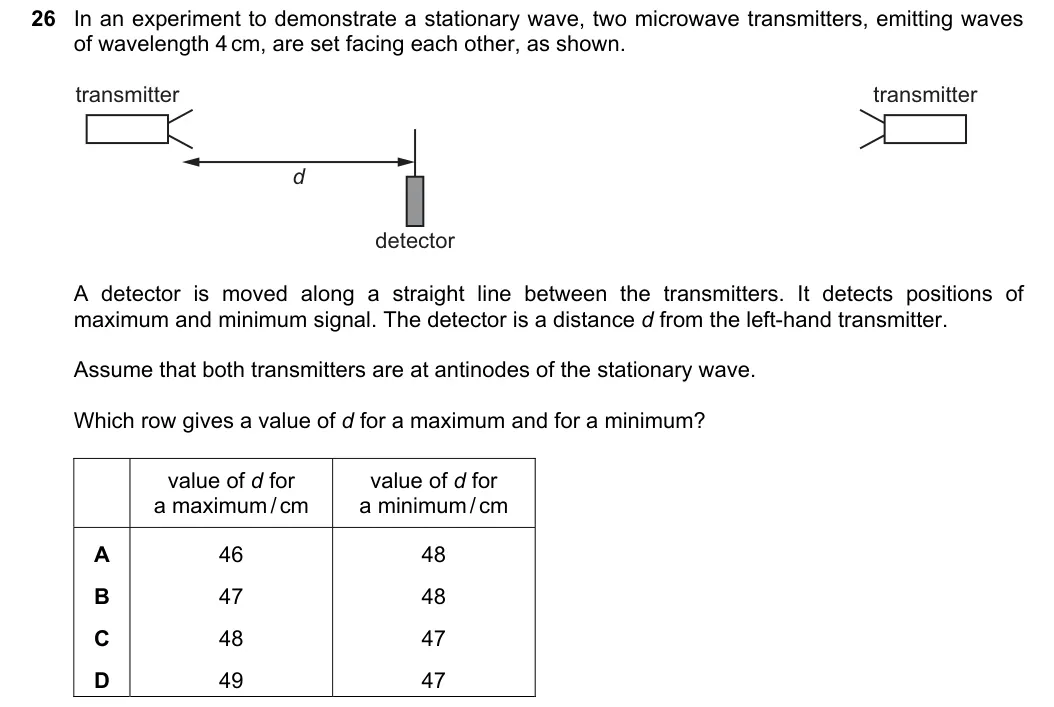 26 In an experiment to demonstrate a stationary wave, two microwave transmitters, emitting waves
of wavelength 4 cm, are set facing each other, as shown.
transmitter
transmitter
d
detector
A detector is moved along a straight line between the transmitters. It detects positions of
maximum and minimum signal. The detector is a distance d from the left-hand transmitter.
Assume that both transmitters are at antinodes of the stationary wave.
Which row gives a value of d for a maximum and for a minimum?
value of d for a maximum / cm
value of d for a minimum / cm
A 46 48
B 47 48
C 48 47
D 49 47